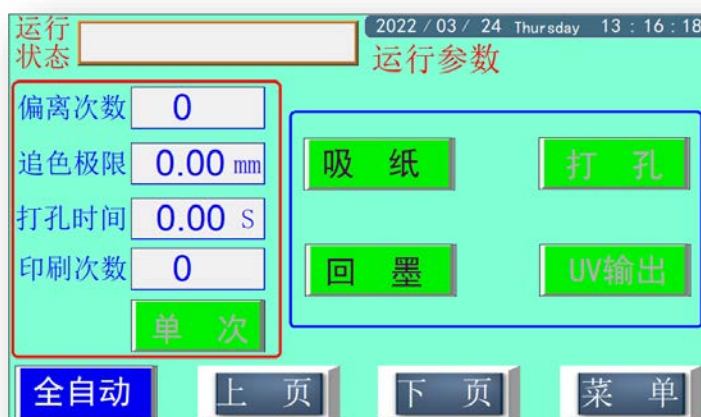 运行状态
2022 / 03 / 24 Thursday 13 : 16 : 18
运行参数
偏离次数 0
追色极限 0.00 mm
打孔时间 0.00 S
印刷次数 0
单 次
吸 纸
打 孔
回 墨
UV输出
全自动
上 页
下 页
菜 单